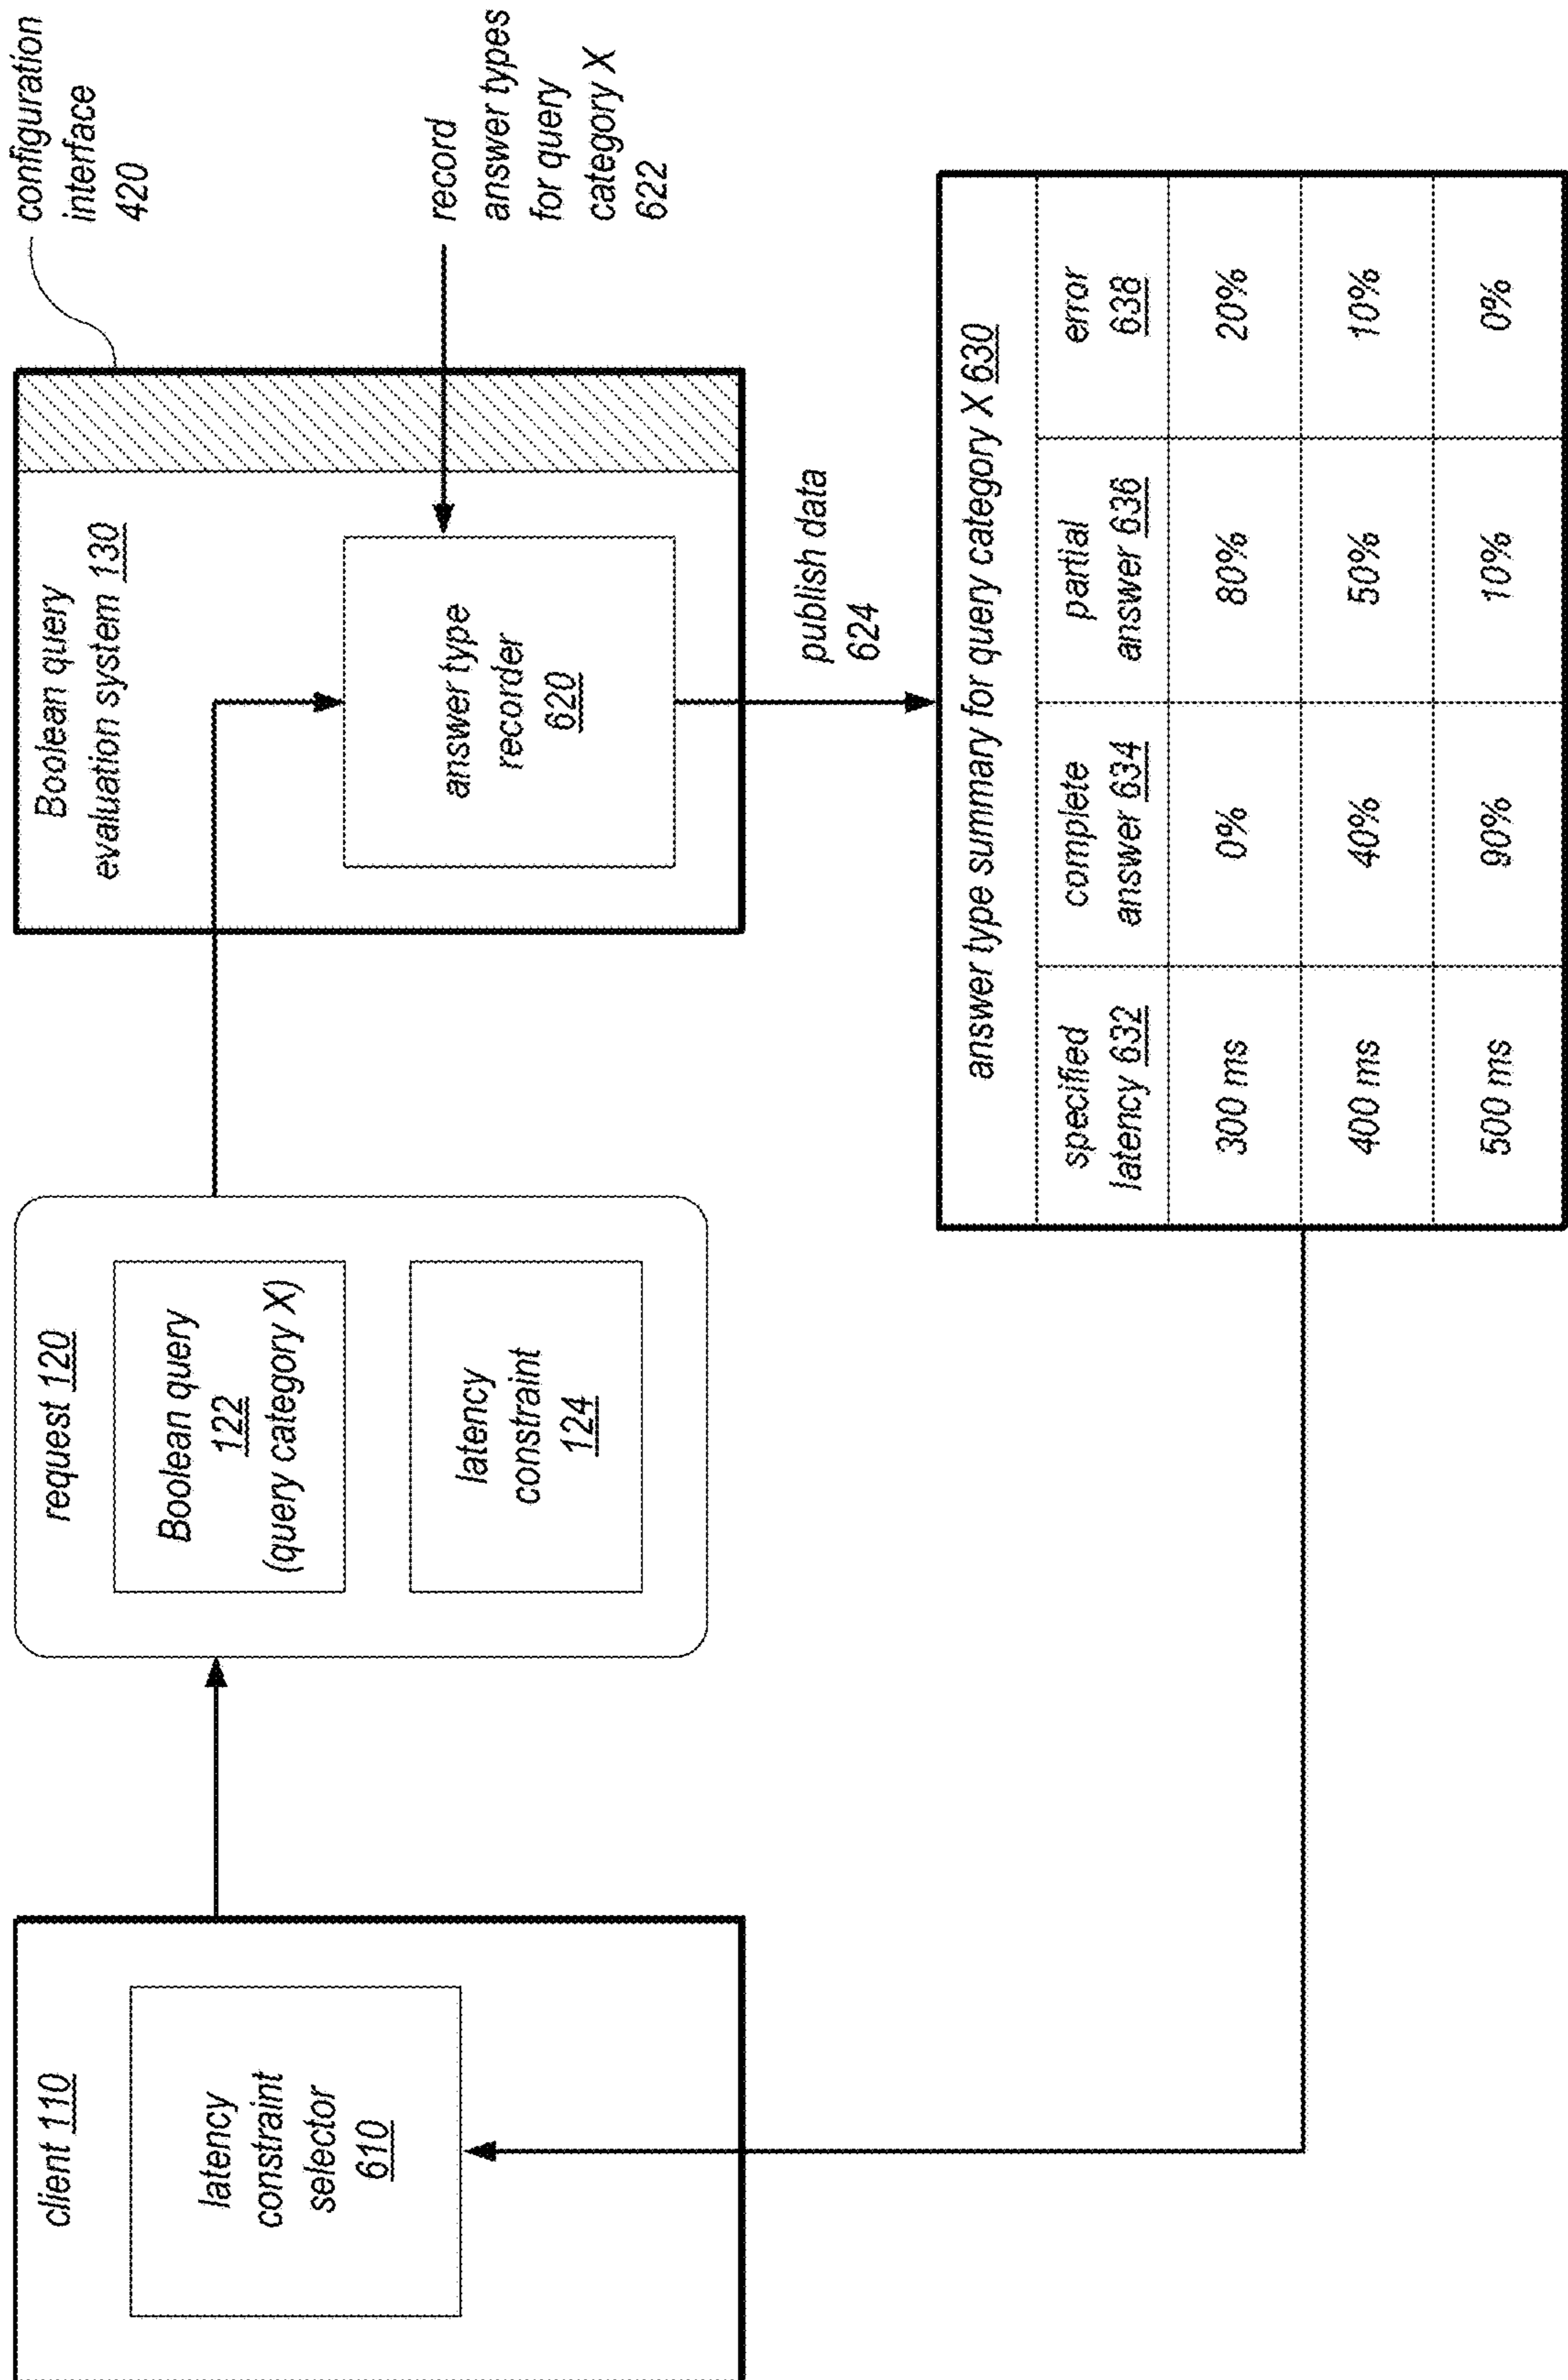 client 110
latency
constraint
selector
610
request 120
Boolean query
122
(query category X)
latency
constraint
124
Boolean query
evaluation system 130
answer type
recorder
620
configuration
interface
420
record
answer types
for query
category X
622
publish data
624
answer type summary for query category X 630
specified
latency 632
complete
answer 634
partial
answer 636
error
638
300 ms
0%
80%
20%
400 ms
40%
50%
10%
500 ms
90%
10%
0%